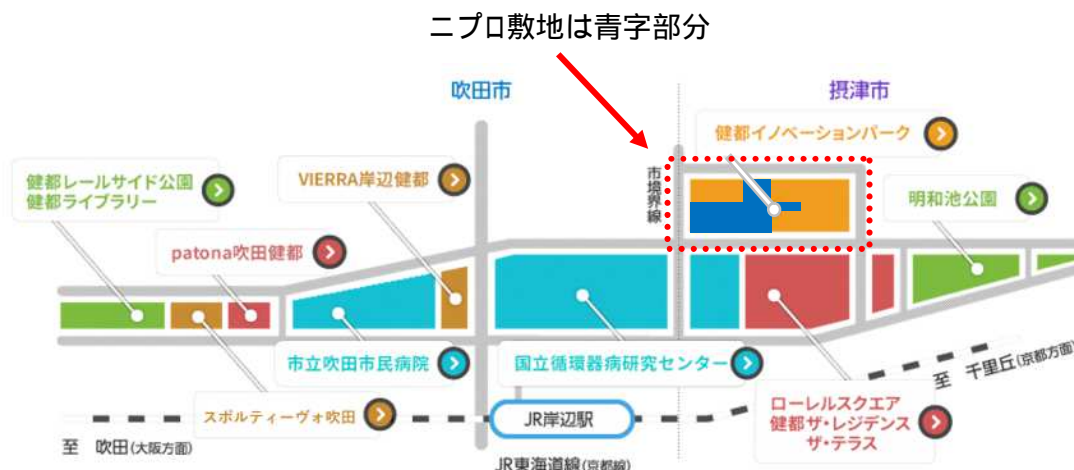 ニプロ敷地は青字部分
吹田市
摂津市
健都イノベーションパーク
市境界線
健都レールサイド公園
健都ライブラリー
VIERRA岸辺健都
明和池公園
patona吹田健都
市立吹田市民病院
国立循環器病研究センター
至 千里丘(京都方面)
スポルティーヴォ吹田
JR岸辺駅
ローレルスクエア
健都ザ・レジデンス
ザ・テラス
至 吹田(大阪方面)
JR東海道線(京都線)